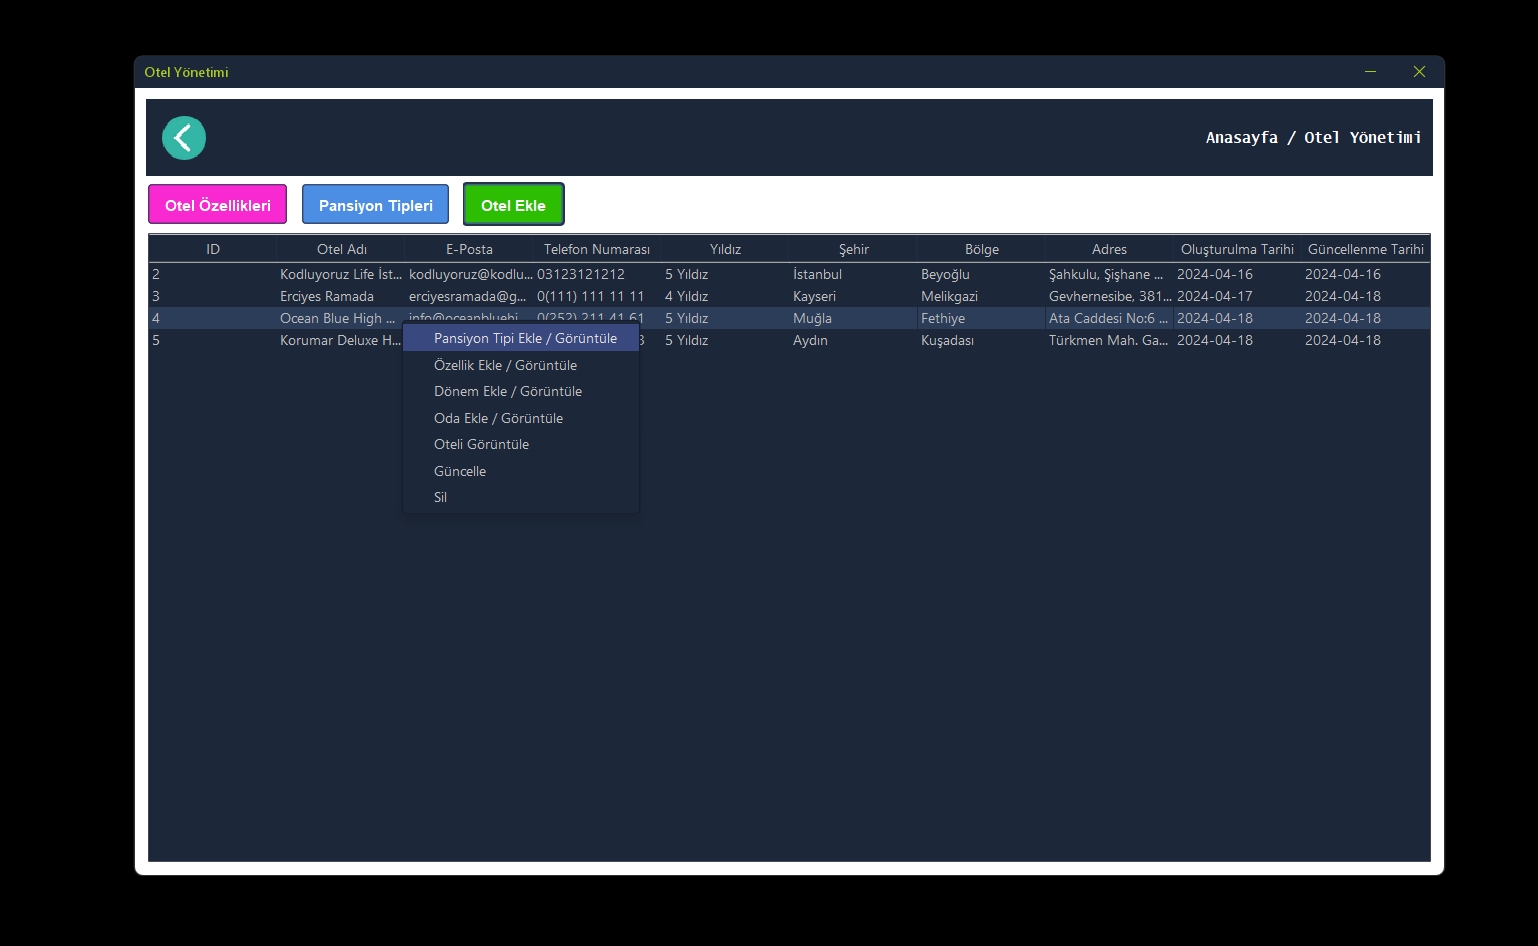 Otel Yönetimi
Anasayfa / Otel Yönetimi
Otel Özellikleri Pansiyon Tipleri Otel Ekle
ID Otel Adı E-Posta Telefon Numarası Yıldız Şehir Bölge Adres Oluşturulma Tarihi Güncellenme Tarihi
2 Kodluyoruz Life İst... kodluyoruz@kodlu... 03123121212 5 Yıldız İstanbul Beyoğlu Şahkulu, Şişhane ... 2024-04-16 2024-04-16
3 Erciyes Ramada erciyesramada@g... 0(111) 111 11 11 4 Yıldız Kayseri Melikgazi Gevhernesibe, 381... 2024-04-17 2024-04-18
4 Ocean Blue High ... info@oceanbluehi... 0(252) 211 41 61 5 Yıldız Muğla Fethiye Ata Caddesi No:6 ... 2024-04-18 2024-04-18
5 Korumar Deluxe H... 5 Yıldız Aydın Kuşadası Türkmen Mah. Ga... 2024-04-18 2024-04-18
Pansiyon Tipi Ekle / Görüntüle
Özellik Ekle / Görüntüle
Dönem Ekle / Görüntüle
Oda Ekle / Görüntüle
Oteli Görüntüle
Güncelle
Sil